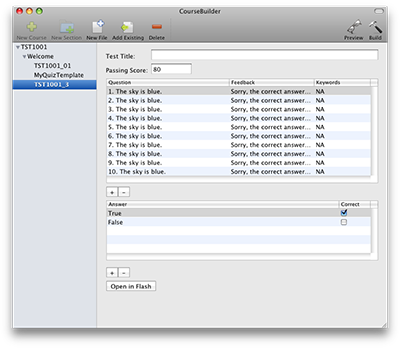 CourseBuilder
New Course New Section New File Add Existing Delete Preview Build
TST1001
Welcome
TST1001_01
MyQuizTemplate
TST1001_3
Test Title:
Passing Score: 80
Question Feedback Keywords
1. The sky is blue. Sorry, the correct answer... NA
2. The sky is blue. Sorry, the correct answer... NA
3. The sky is blue. Sorry, the correct answer... NA
4. The sky is blue. Sorry, the correct answer... NA
5. The sky is blue. Sorry, the correct answer... NA
6. The sky is blue. Sorry, the correct answer... NA
7. The sky is blue. Sorry, the correct answer... NA
8. The sky is blue. Sorry, the correct answer... NA
9. The sky is blue. Sorry, the correct answer... NA
10. The sky is blue. Sorry, the correct answer... NA
+ -
Answer Correct
True
False
+ -
Open in Flash